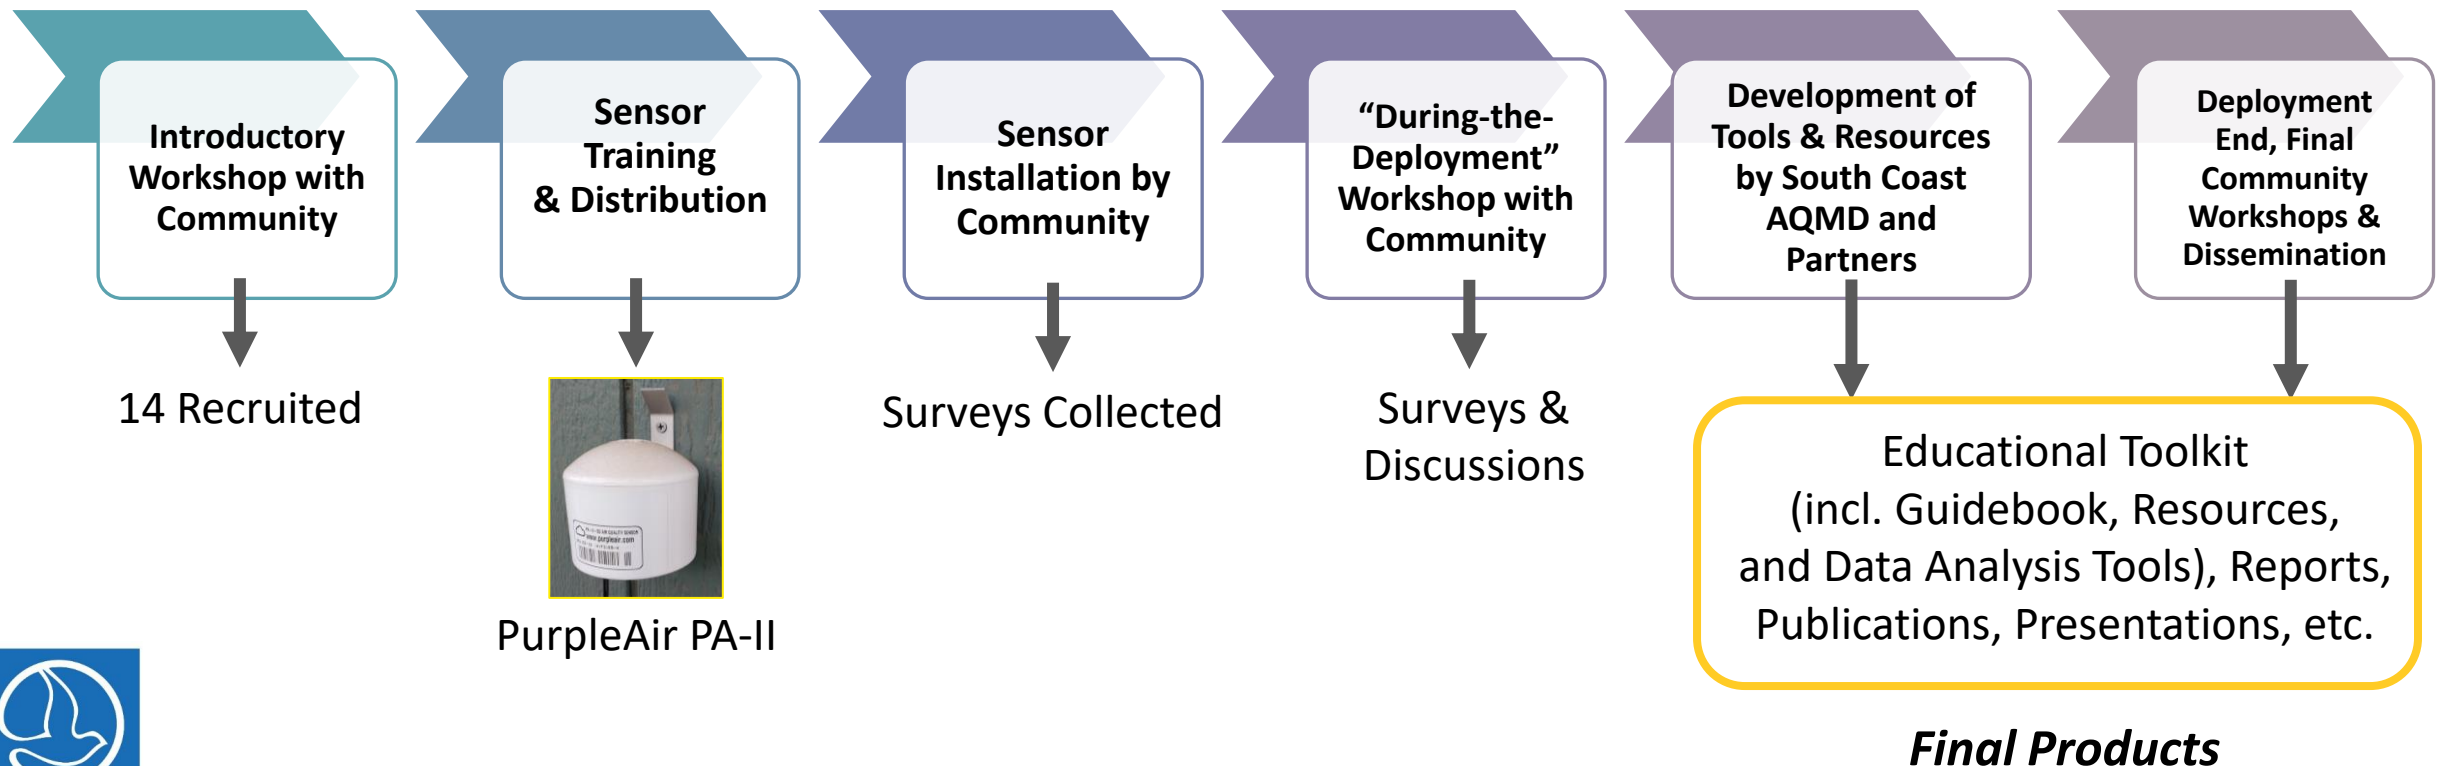 Introductory
Workshop with
Community
Sensor
Training
& Distribution
Sensor
Installation by
Community
“During-the-
Deployment”
Workshop with
Community
Development of
Tools & Resources
by South Coast
AQMD and
Partners
Deployment
End, Final
Community
Workshops &
Dissemination
14 Recruited
www.purpleair.com
PurpleAir PA-II
Surveys Collected
Surveys &
Discussions
Educational Toolkit
(incl. Guidebook, Resources,
and Data Analysis Tools), Reports,
Publications, Presentations, etc.
Final Products